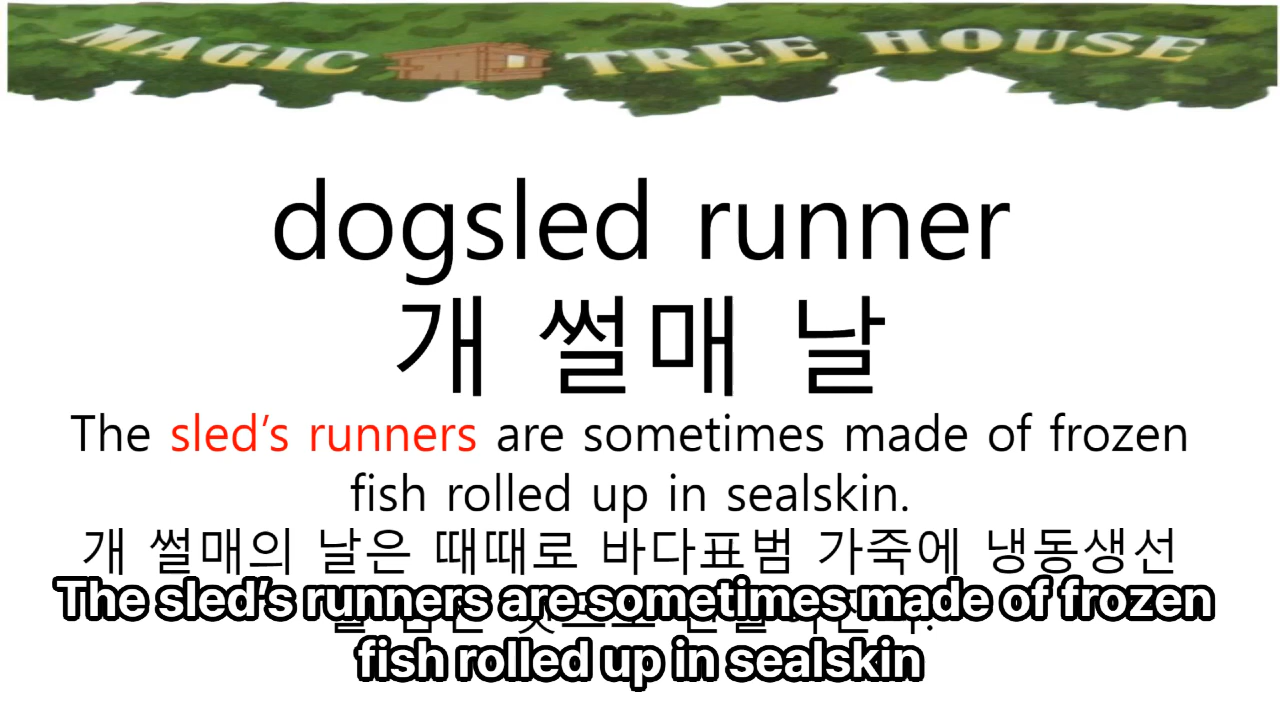 MAGIC TREE HOUSE
dogsled runner
개 썰매 날
The sled’s runners are sometimes made of frozen
fish rolled up in sealskin.
개 썰매의 날은 때때로 바다표범 가죽에 냉동생선
The sled's runners are sometimes made of frozen
fish rolled up in sealskin